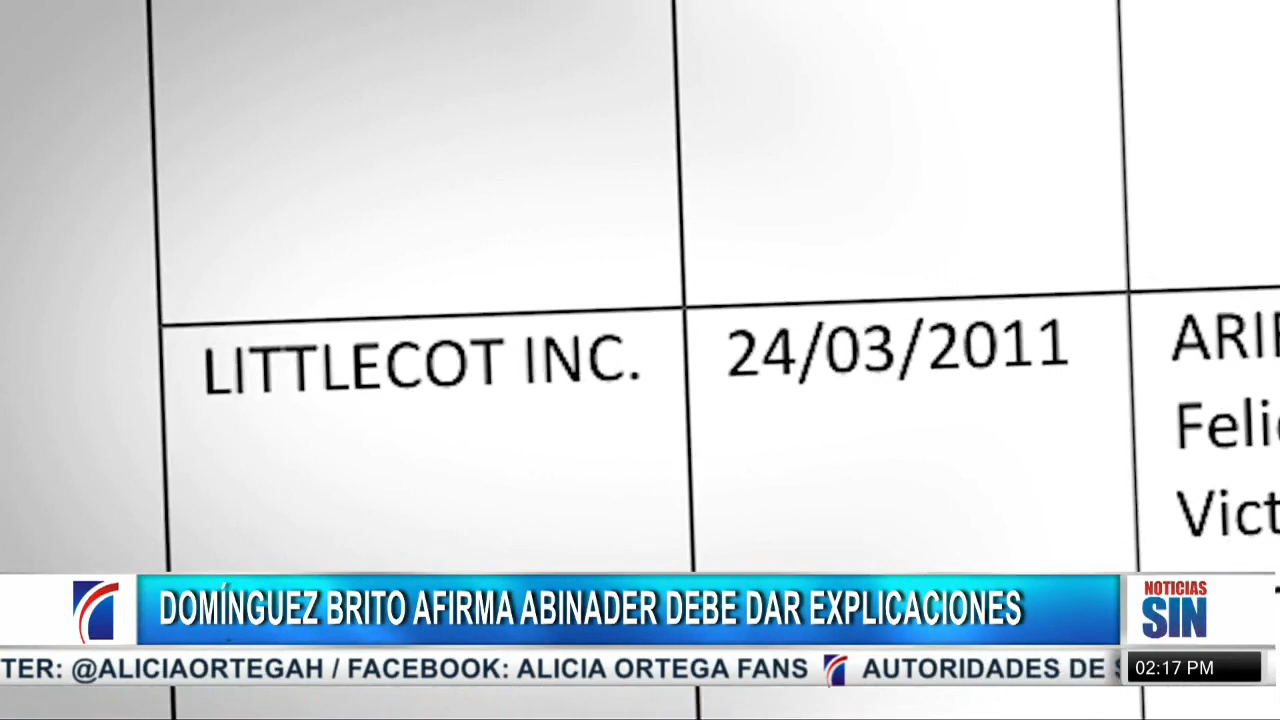 LITTLECOT INC.
24/03/2011
Vict
DOMÍNGUEZ BRITO AFIRMA ABINADER DEBE DAR EXPLICACIONES
NOTICIAS
SIN
TER: @ALICIAORTEGAH / FACEBOOK: ALICIA ORTEGA FANS
AUTORIDADES DE
02:17 PM